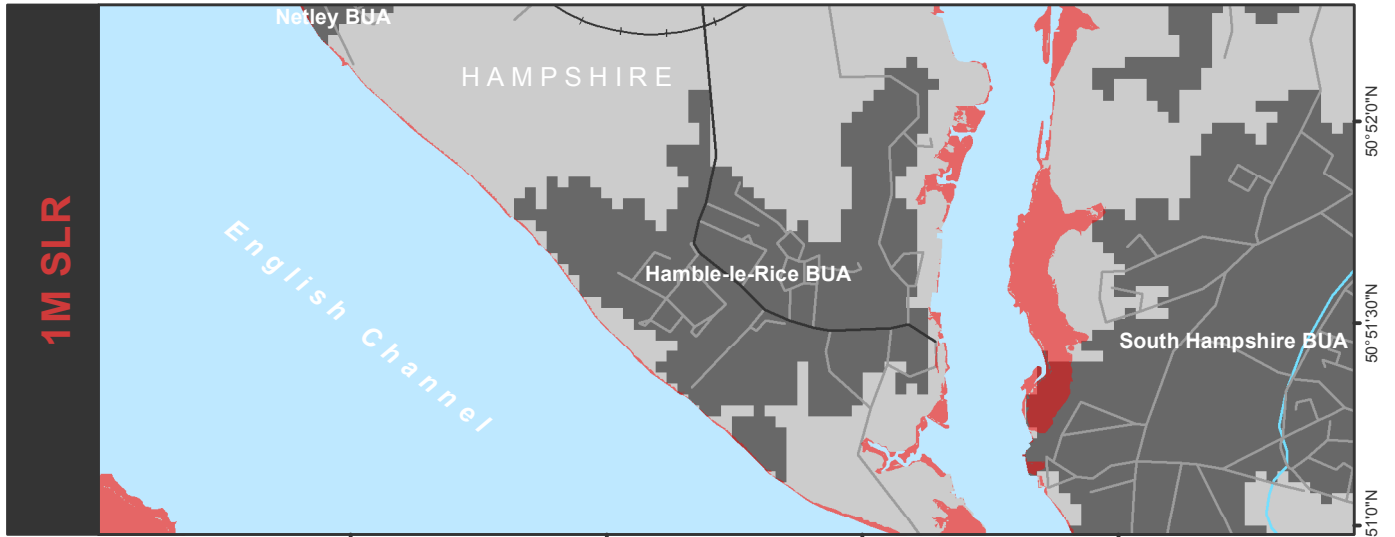 1M SLR
Netley BUA
HAMPSHIRE
English Channel
Hamble-le-Rice BUA
South Hampshire BUA
50°52'0"N
50°51'30"N
51'0"N